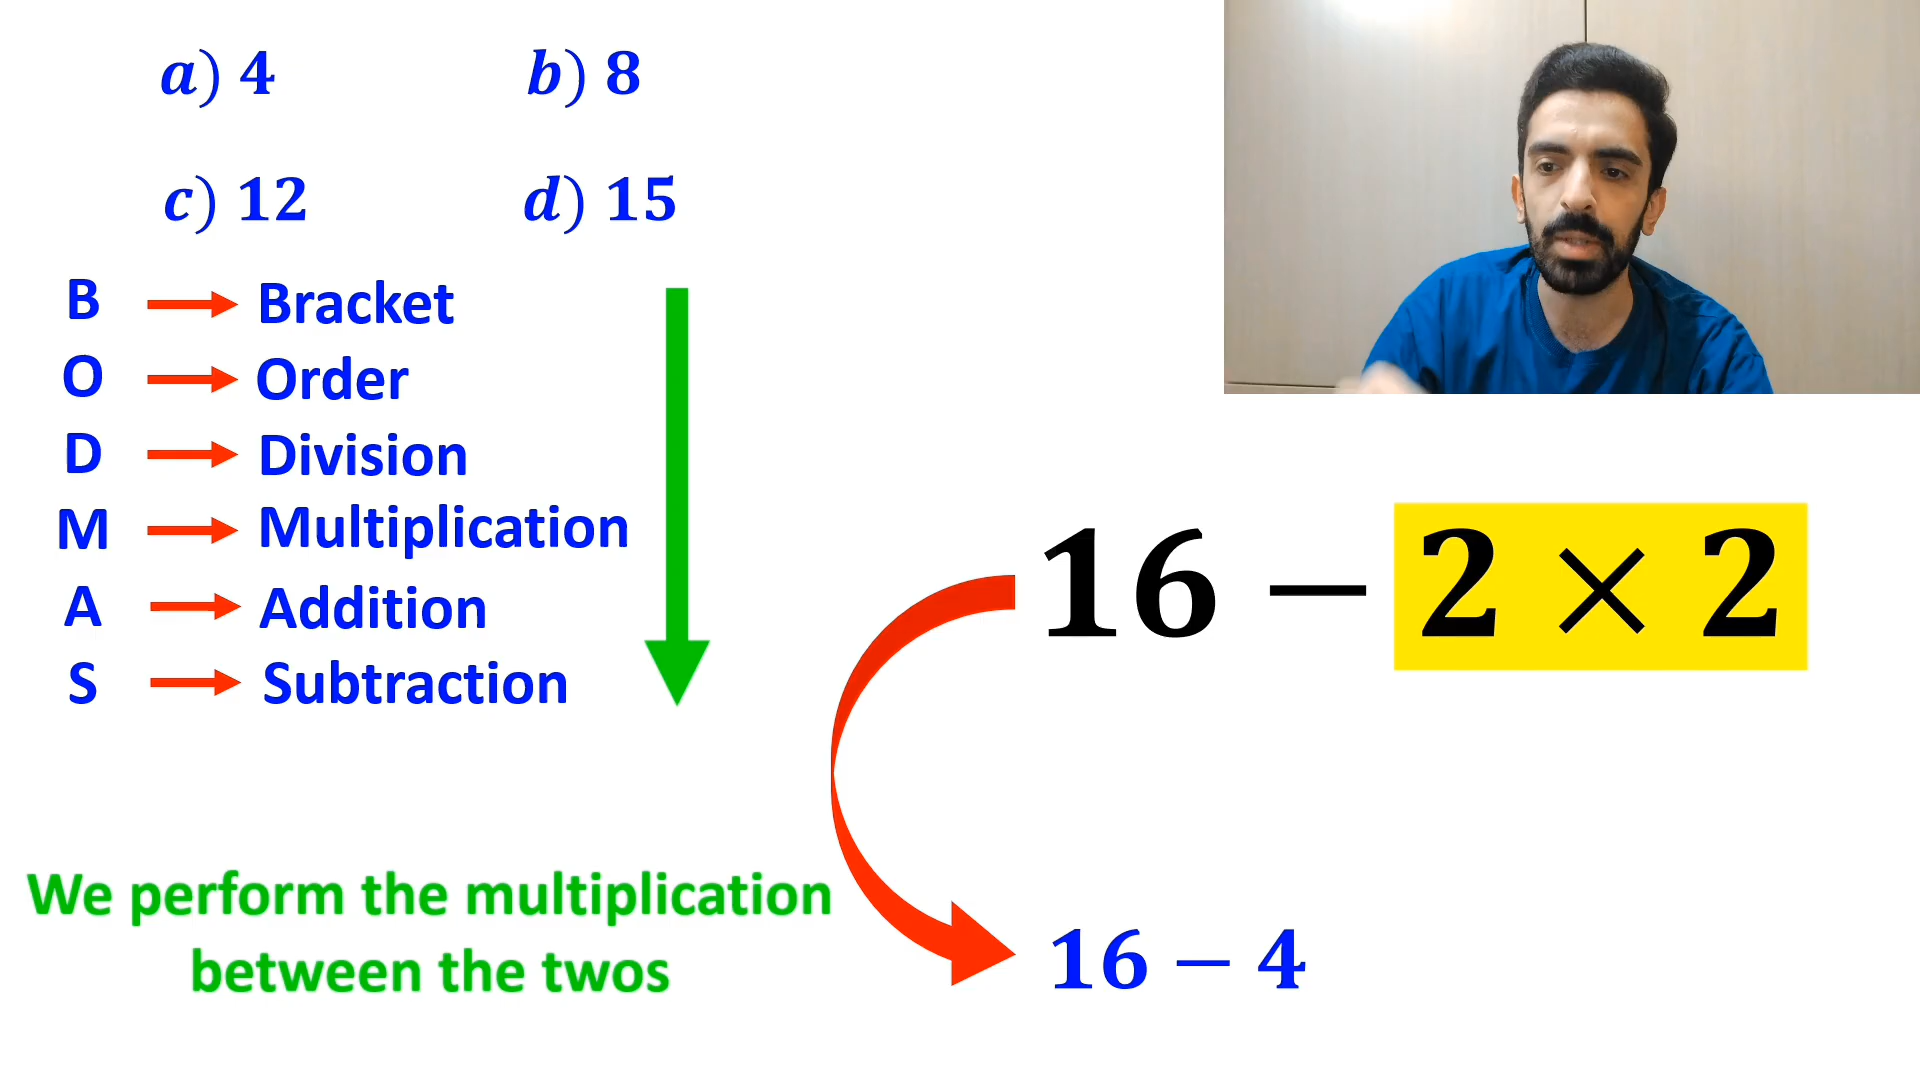 a) 4 b) 8
c) 12 d) 15
B Bracket
O Order
D Division
M Multiplication
A Addition
S Subtraction
16 − 2 × 2
We perform the multiplication
between the twos
16 − 4